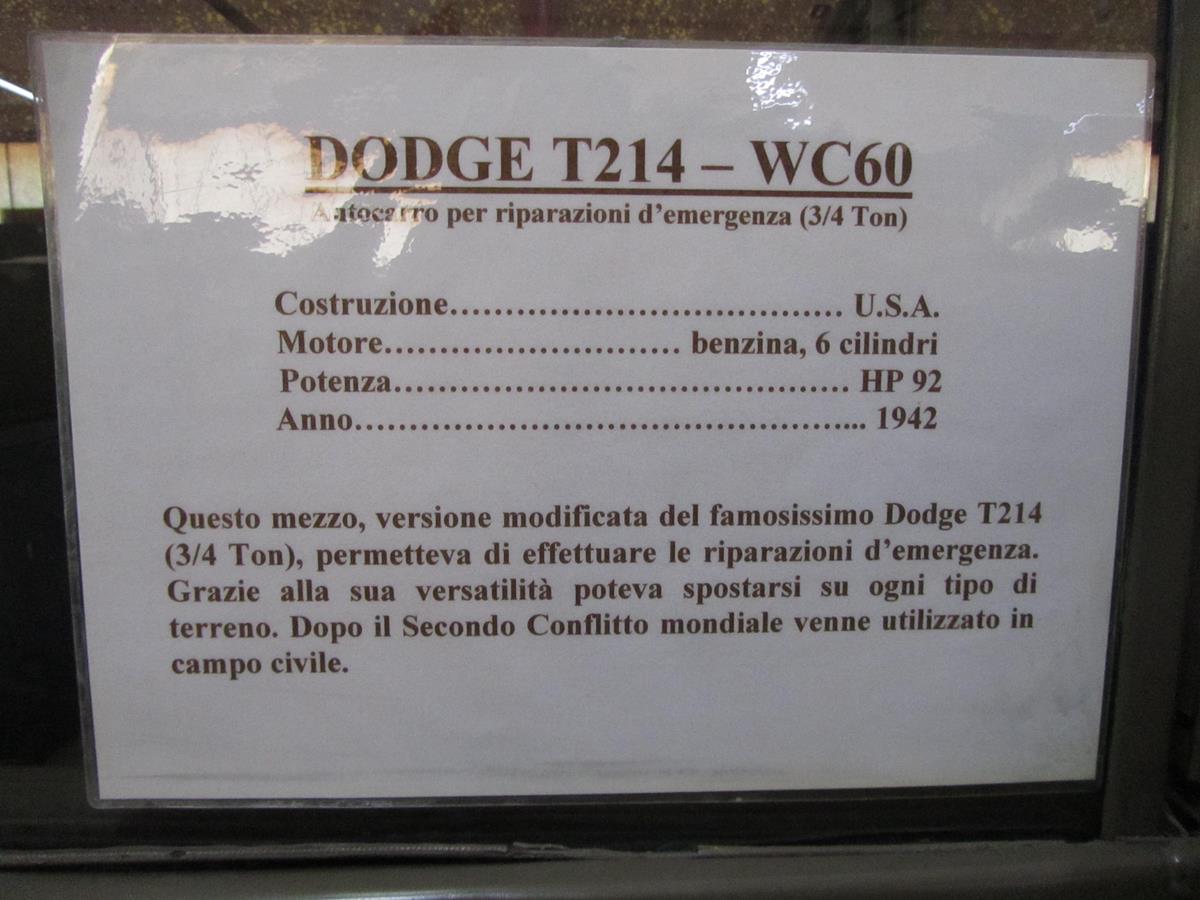 DODGE T214 – WC60
Autocarro per riparazioni d'emergenza (3/4 Ton)
Costruzione………………………………… U.S.A.
Motore………………………… benzina, 6 cilindri
Potenza………………………………………. HP 92
Anno…………………………………………... 1942
Questo mezzo, versione modificata del famosissimo Dodge T214
(3/4 Ton), permetteva di effettuare le riparazioni d'emergenza.
Grazie alla sua versatilità poteva spostarsi su ogni tipo di
terreno. Dopo il Secondo Conflitto mondiale venne utilizzato in
campo civile.